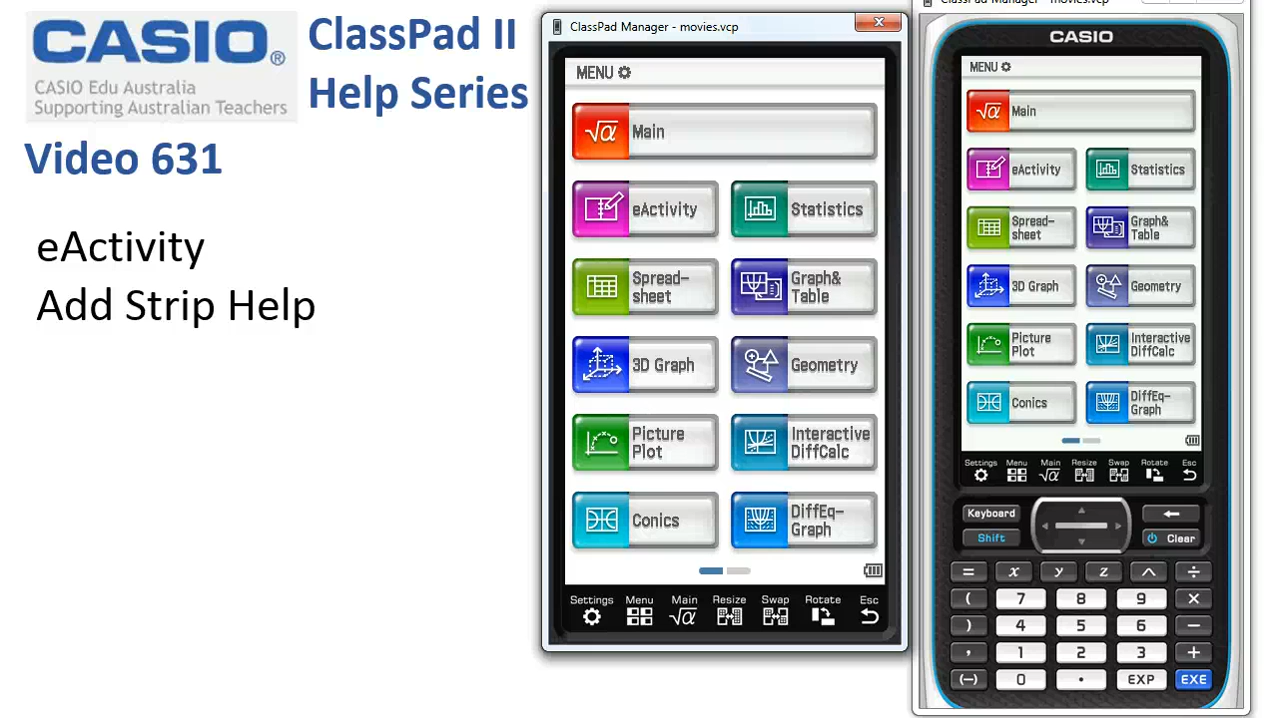 CASIO®
CASIO Edu Australia
Supporting Australian Teachers
ClassPad II
Help Series
Video 631
eActivity
Add Strip Help
ClassPad Manager - movies.vcp
MENU
Main
eActivity
Statistics
Spread-
sheet
Graph&
Table
3D Graph
Geometry
Picture
Plot
Interactive
DiffCalc
Conics
DiffEq-
Graph
Settings Menu Main Resize Swap Rotate Esc
ClassPad Manager - movies.vcp
CASIO
MENU
√α Main
eActivity
Statistics
Spread-
sheet
Graph&
Table
3D Graph
Geometry
Picture
Plot
Interactive
DiffCalc
Conics
DiffEq-
Graph
Settings Menu Main Resize Swap Rotate Esc
Keyboard
Shift
Clear
= x y z ^ ÷
( 7 8 9 ×
) 4 5 6 −
, 1 2 3 +
(−) 0 • EXP EXE